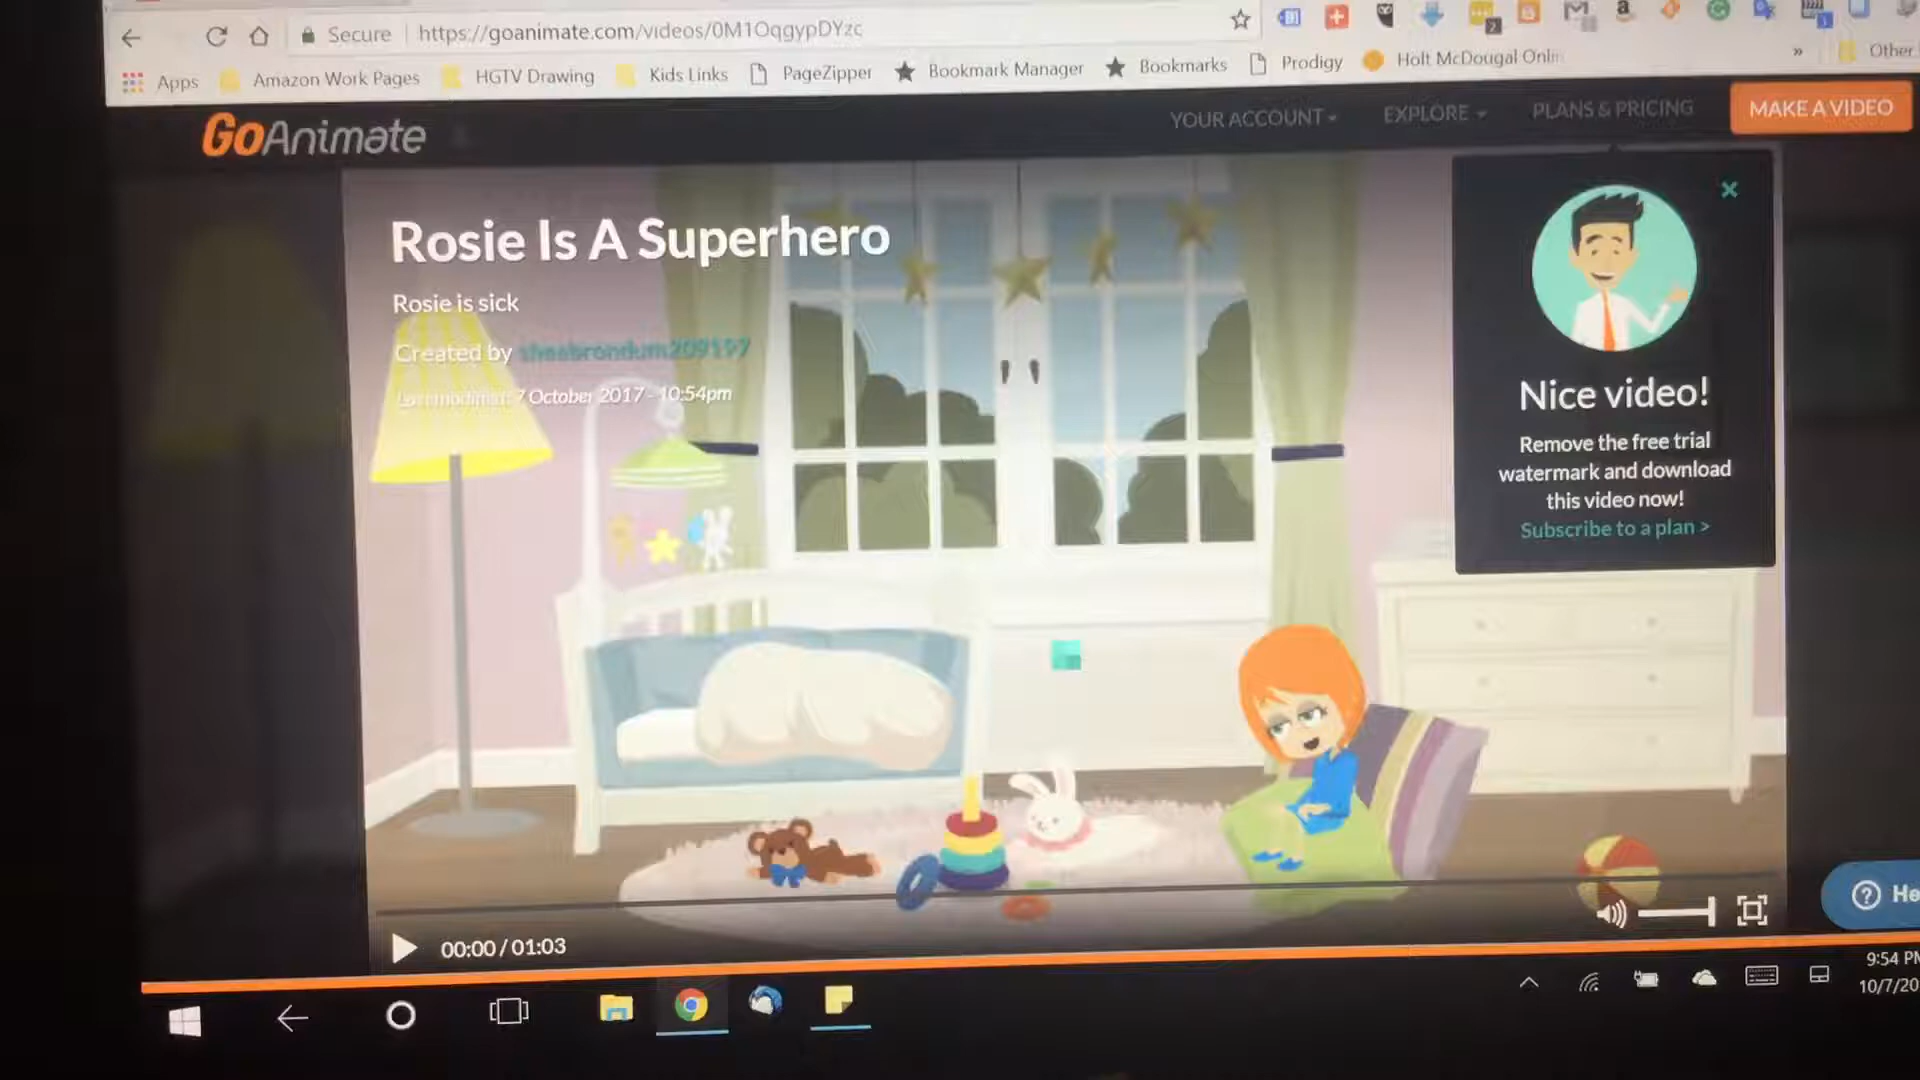 Secure https://goanimate.com/videos/0M1OqgypDYzc
Apps Amazon Work Pages HGTV Drawing Kids Links PageZipper Bookmark Manager Bookmarks Prodigy Holt McDougal Onlin » Other
GoAnimate YOUR ACCOUNT EXPLORE PLANS & PRICING MAKE A VIDEO
Rosie Is A Superhero
Rosie is sick
Created by
7 October 2017 - 10:54pm
Nice video!
Remove the free trial
watermark and download
this video now!
Subscribe to a plan >
He
00:00 / 01:03
9:54 PM
10/7/20